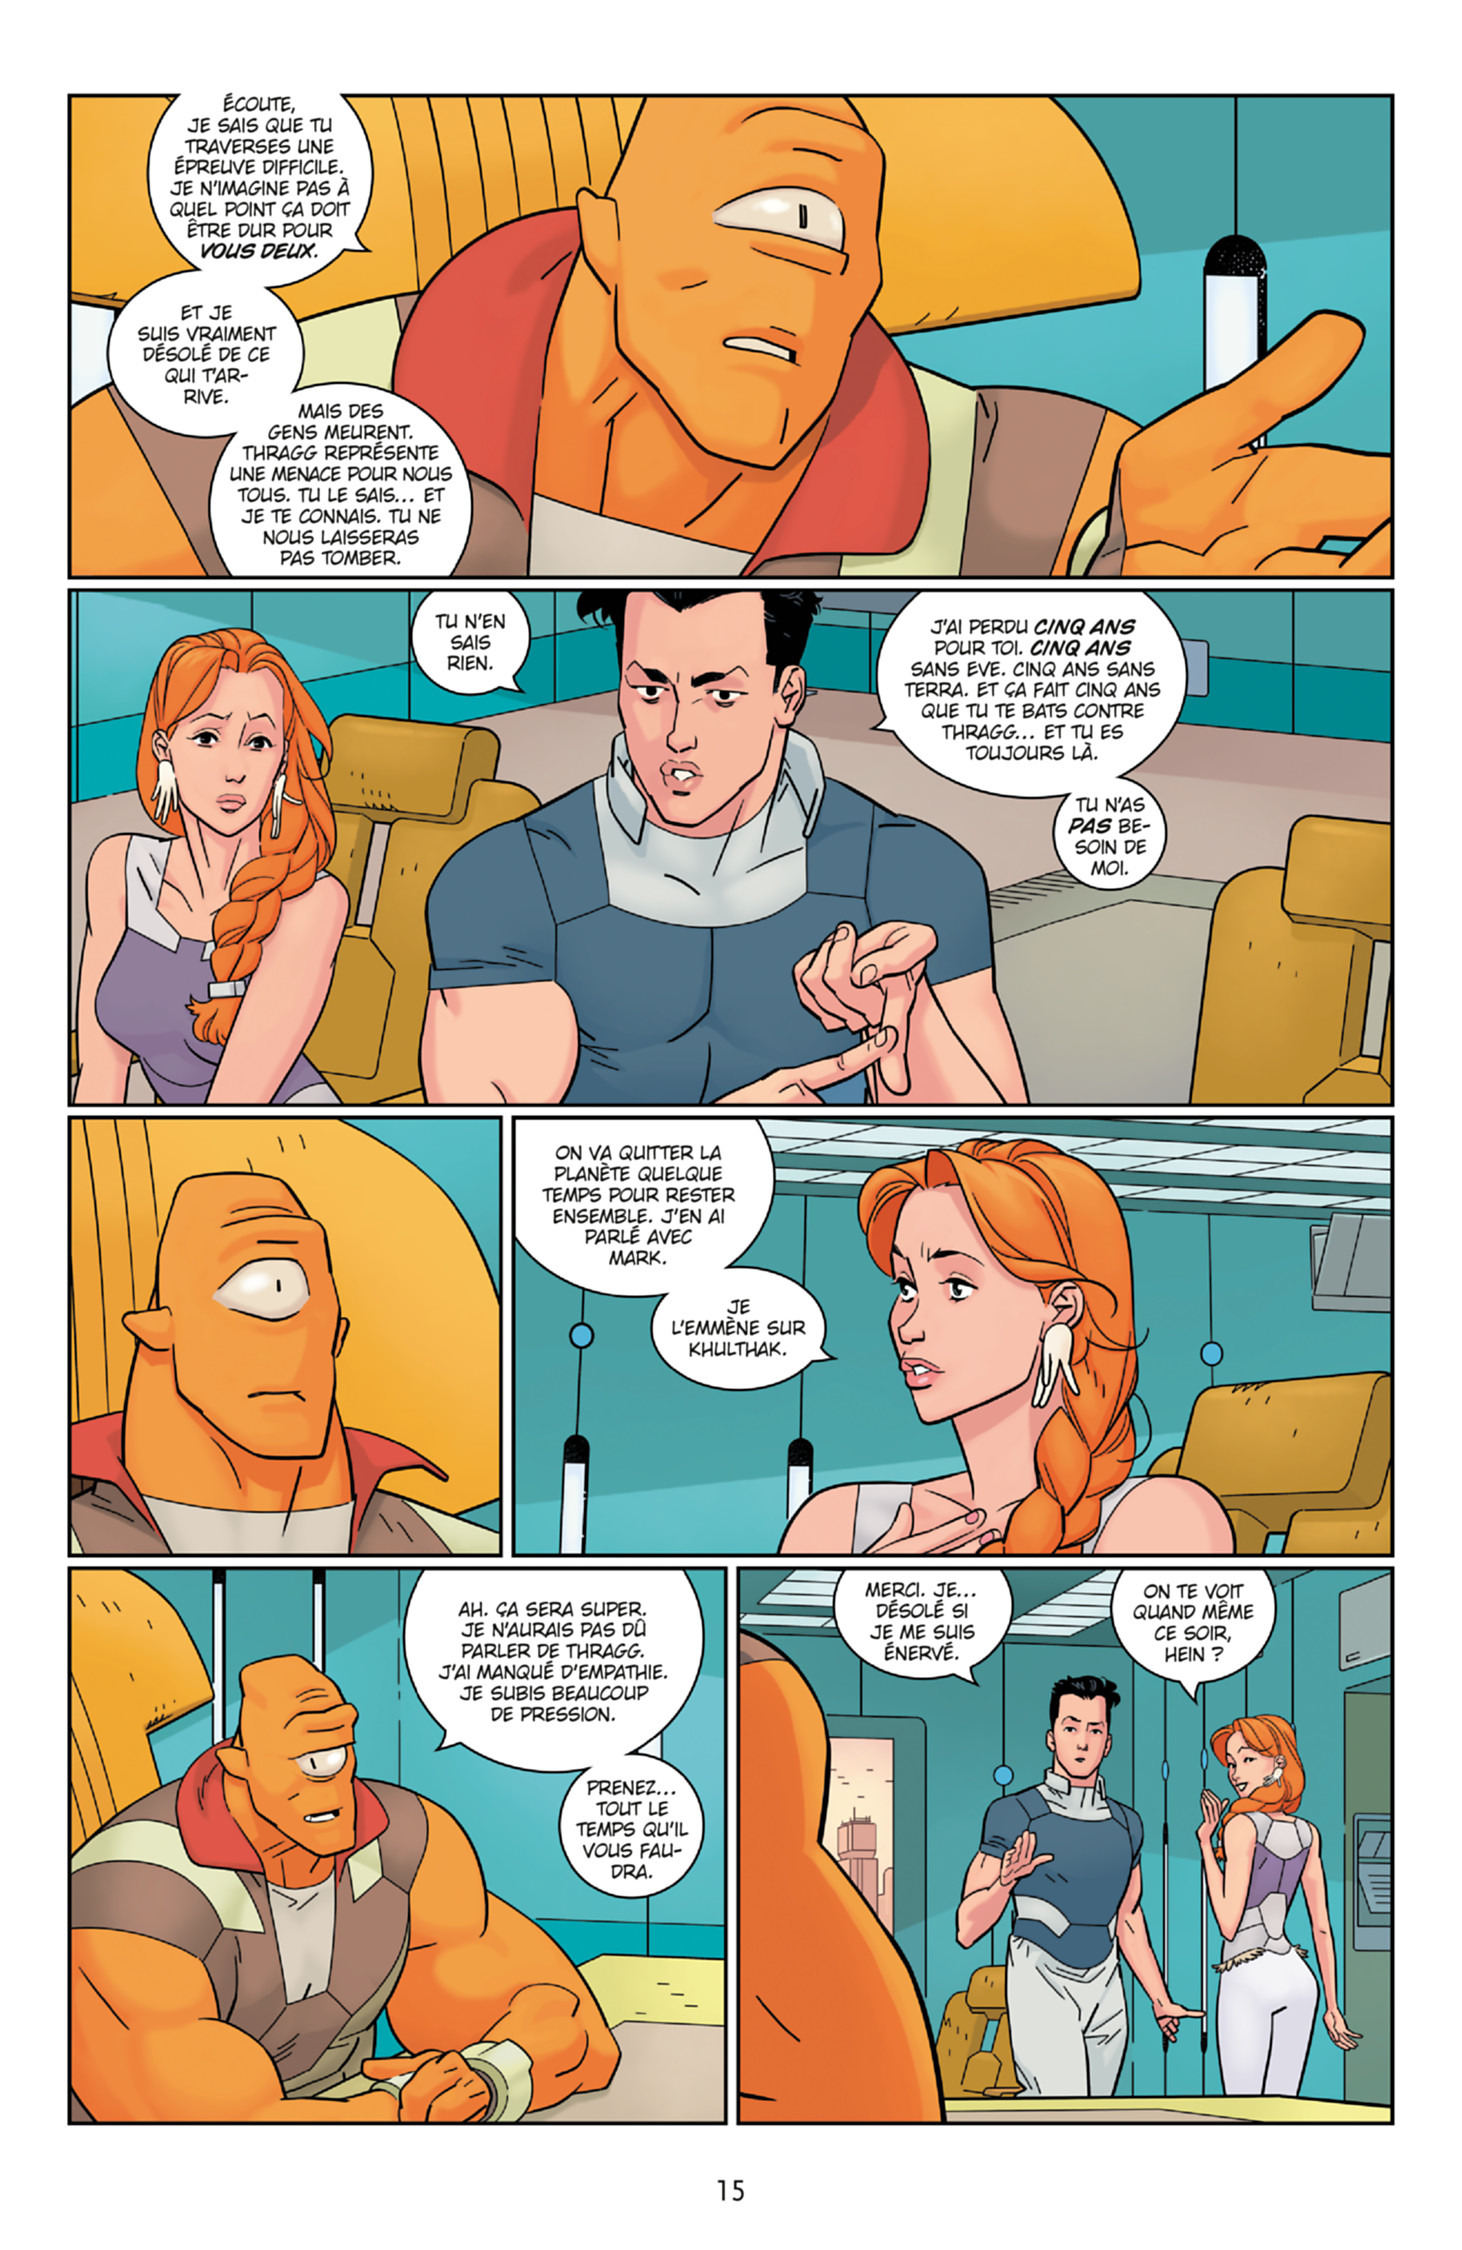 ÉCOUTE,
JE SAIS QUE TU
TRAVERSES UNE
ÉPREUVE DIFFICILE.
JE N'IMAGINE PAS À
QUEL POINT ÇA DOIT
ÊTRE DUR POUR
VOUS DEUX.
ET JE
SUIS VRAIMENT
DÉSOLÉ DE CE
QUI T'AR-
RIVE.
MAIS DES
GENS MEURENT.
THRAGG REPRÉSENTE
UNE MENACE POUR NOUS
TOUS. TU LE SAIS... ET
JE TE CONNAIS. TU NE
NOUS LAISSERAS
PAS TOMBER.
TU N'EN
SAIS
RIEN.
J'AI PERDU CINQ ANS
POUR TOI. CINQ ANS
SANS EVE. CINQ ANS SANS
TERRA. ET ÇA FAIT CINQ ANS
QUE TU TE BATS CONTRE
THRAGG... ET TU ES
TOUJOURS LÀ.
TU N'AS
PAS BE-
SOIN DE
MOI.
ON VA QUITTER LA
PLANÈTE QUELQUE
TEMPS POUR RESTER
ENSEMBLE. J'EN AI
PARLÉ AVEC
MARK.
JE
L'EMMÈNE SUR
KHULTHAK.
AH. ÇA SERA SUPER.
JE N'AURAIS PAS DÛ
PARLER DE THRAGG.
J'AI MANQUÉ D'EMPATHIE.
JE SUBIS BEAUCOUP
DE PRESSION.
PRENEZ...
TOUT LE
TEMPS QU'IL
VOUS FAU-
DRA.
MERCI. JE...
DÉSOLÉ SI
JE ME SUIS
ÉNERVÉ.
ON TE VOIT
QUAND MÊME
CE SOIR,
HEIN ?
15